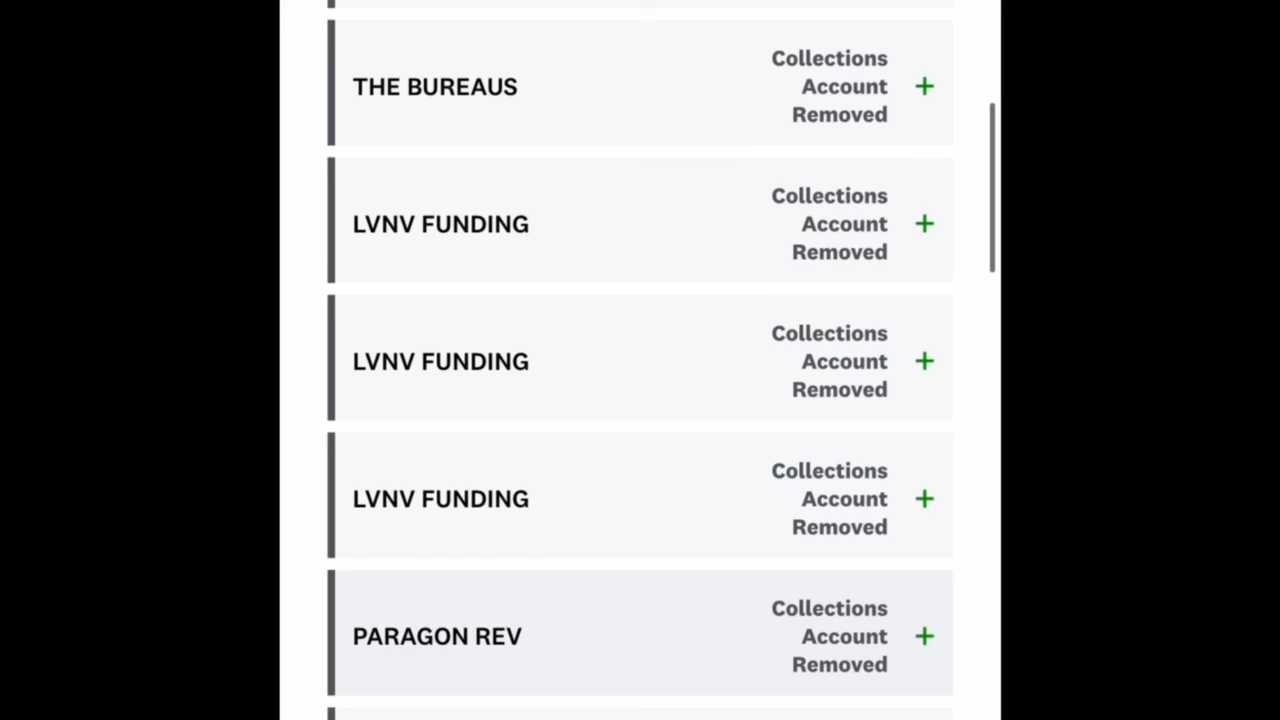 THE BUREAUS
Collections
Account
Removed
+
LVNV FUNDING
Collections
Account
Removed
+
LVNV FUNDING
Collections
Account
Removed
+
LVNV FUNDING
Collections
Account
Removed
+
PARAGON REV
Collections
Account
Removed
+